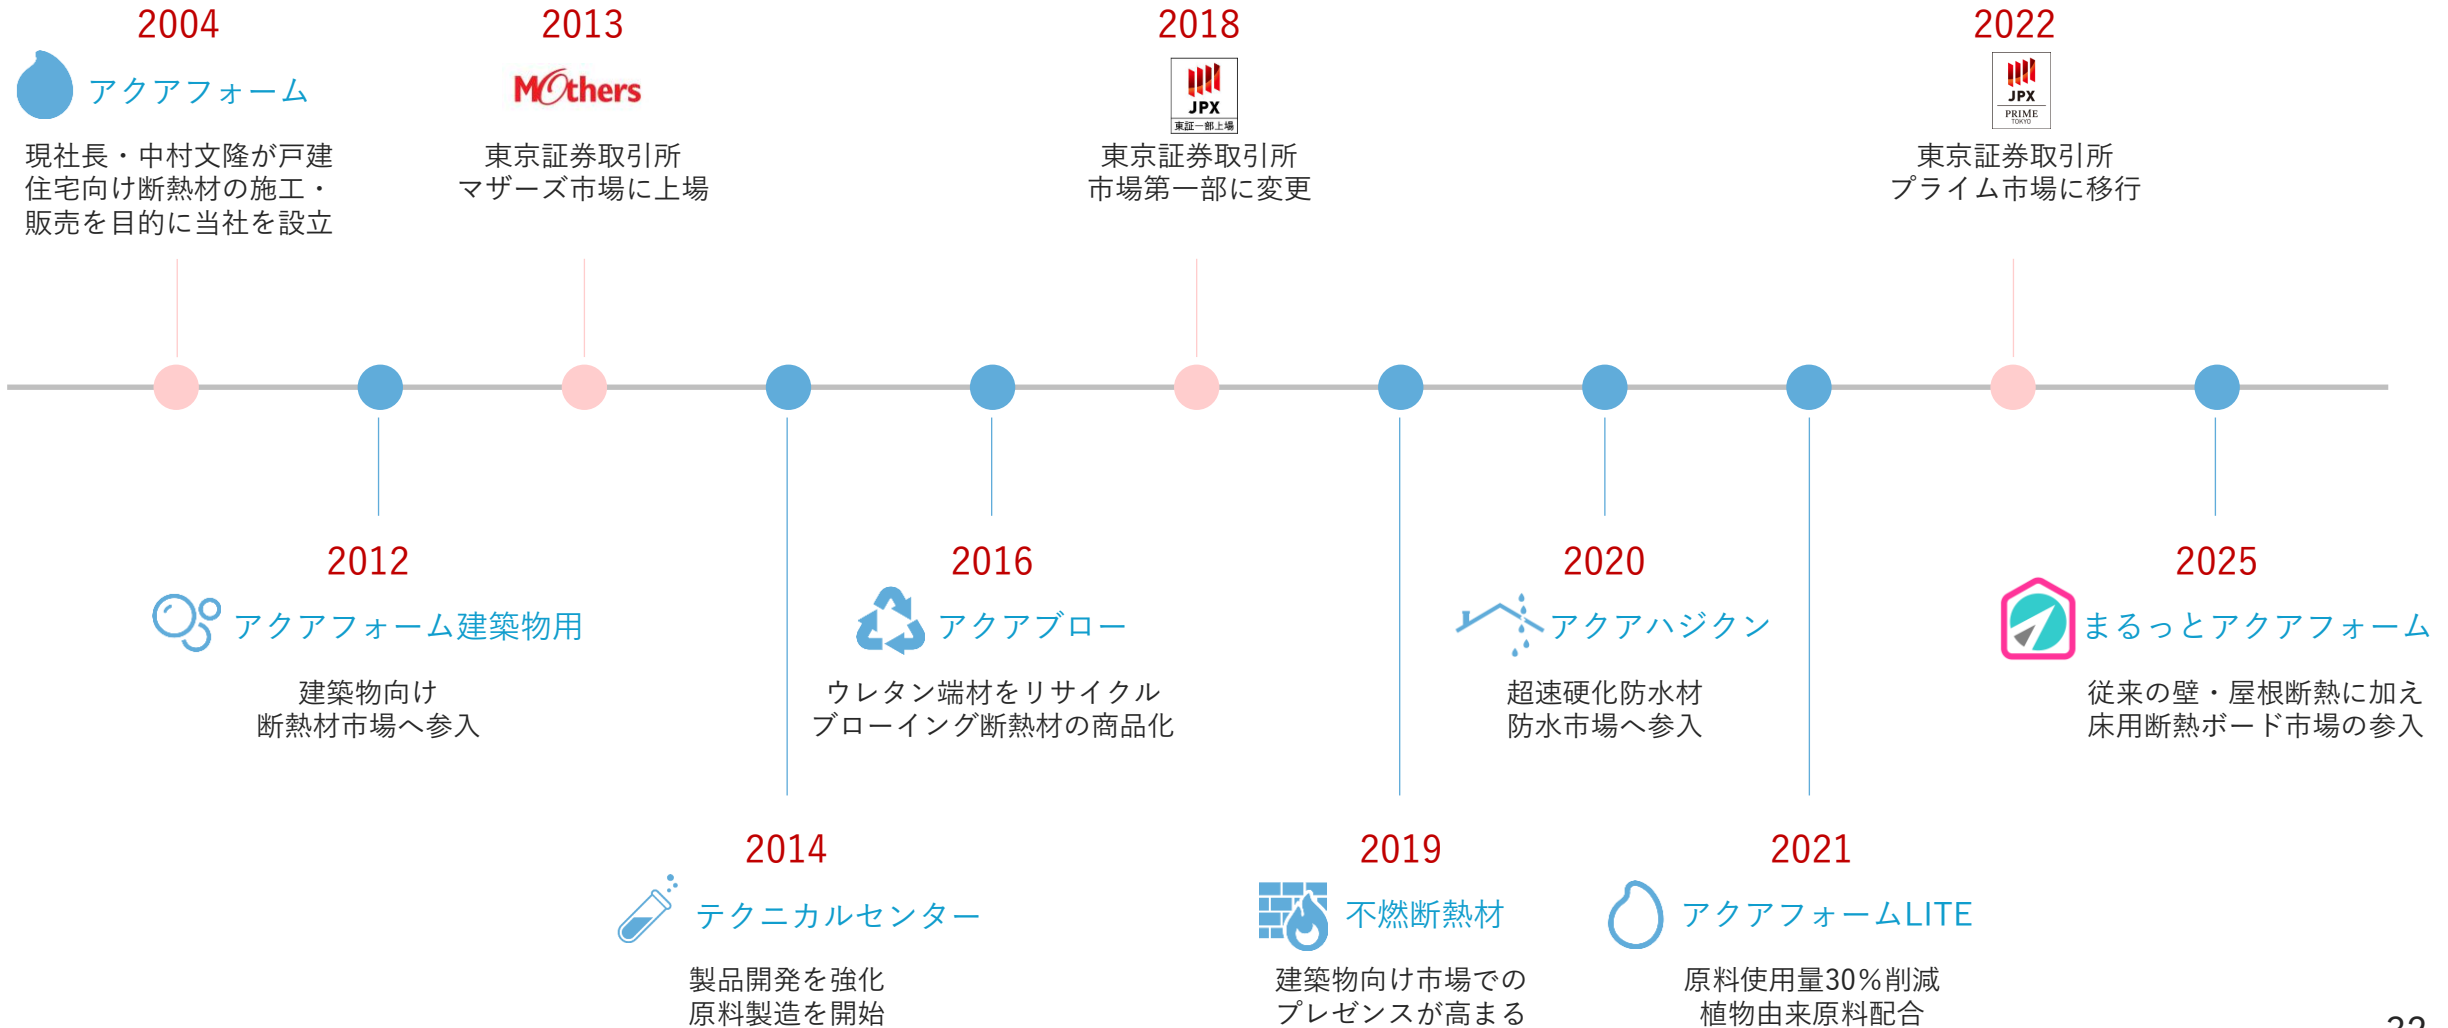 2004
アクアフォーム
現社長・中村文隆が戸建
住宅向け断熱材の施工・
販売を目的に当社を設立
2013
MOthers
東京証券取引所
マザーズ市場に上場
2018
JPX
東証一部上場
東京証券取引所
市場第一部に変更
2022
JPX
PRIME
TOKYO
東京証券取引所
プライム市場に移行
2012
アクアフォーム建築物用
建築物向け
断熱材市場へ参入
2016
アクアブロー
ウレタン端材をリサイクル
ブローイング断熱材の商品化
2020
アクアハジクン
超速硬化防水材
防水市場へ参入
2025
まるっとアクアフォーム
従来の壁・屋根断熱に加え
床用断熱ボード市場の参入
2014
テクニカルセンター
製品開発を強化
原料製造を開始
2019
不燃断熱材
建築物向け市場での
プレゼンスが高まる
2021
アクアフォームLITE
原料使用量30％削減
植物由来原料配合